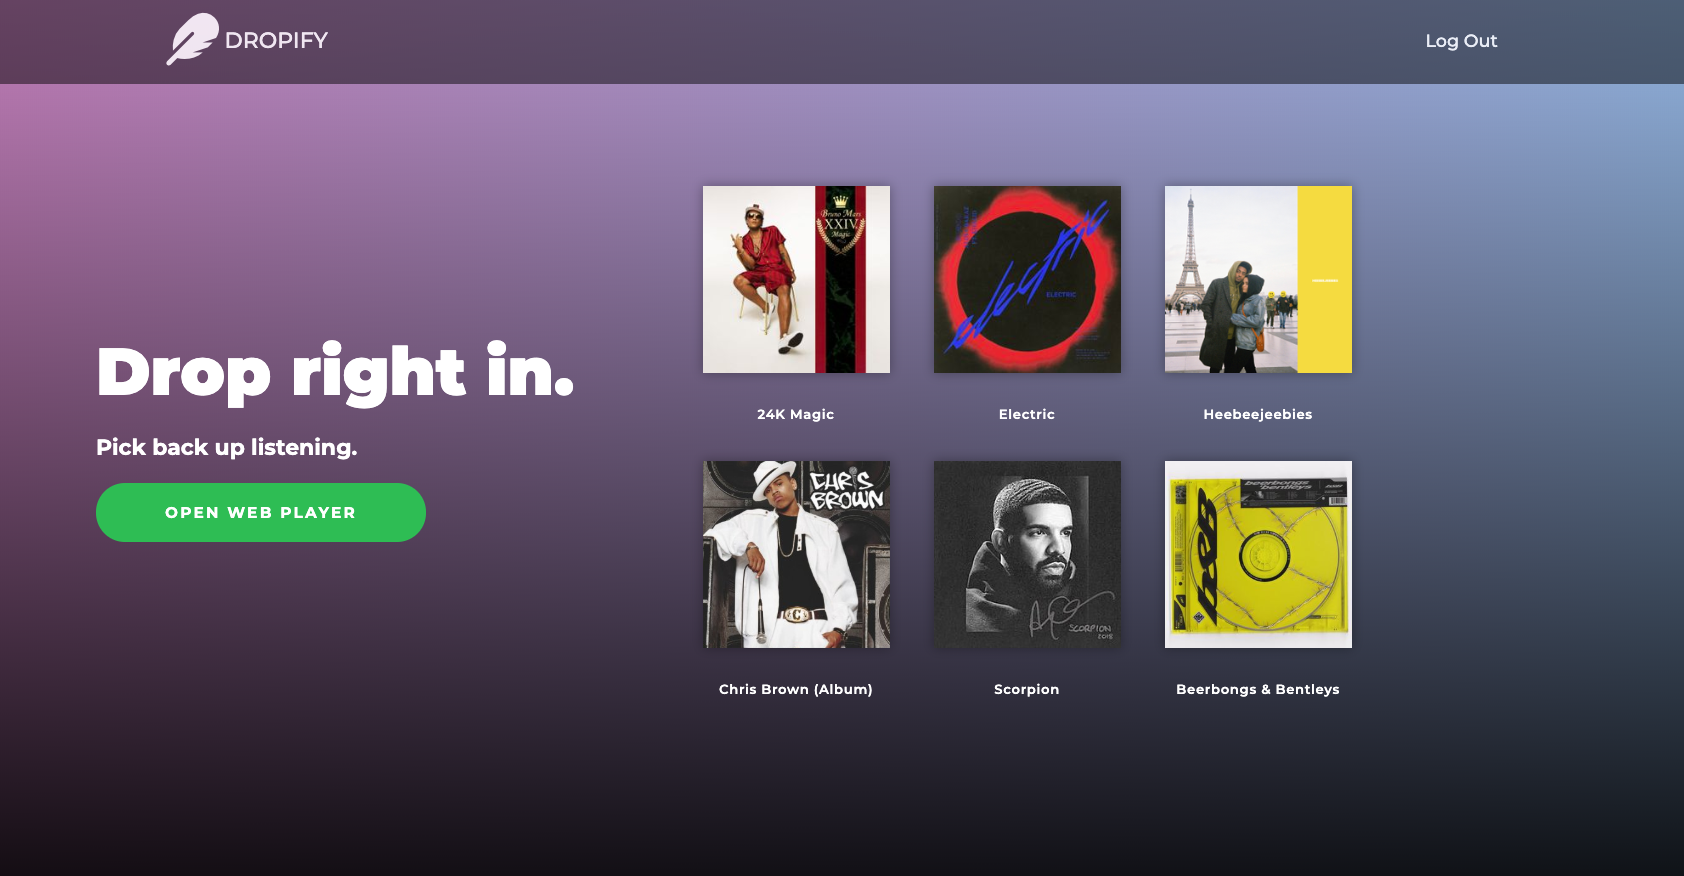 DROPIFY
Log Out
Drop right in.
Pick back up listening.
OPEN WEB PLAYER
Bruno Mars
XXIV
Magic
electric
ELECTRIC
24K Magic
Electric
Heebeejeebies
CHRIS
BROWN
C
SCORPION
2018
beerbongs
bentleys
Chris Brown (Album)
Scorpion
Beerbongs & Bentleys